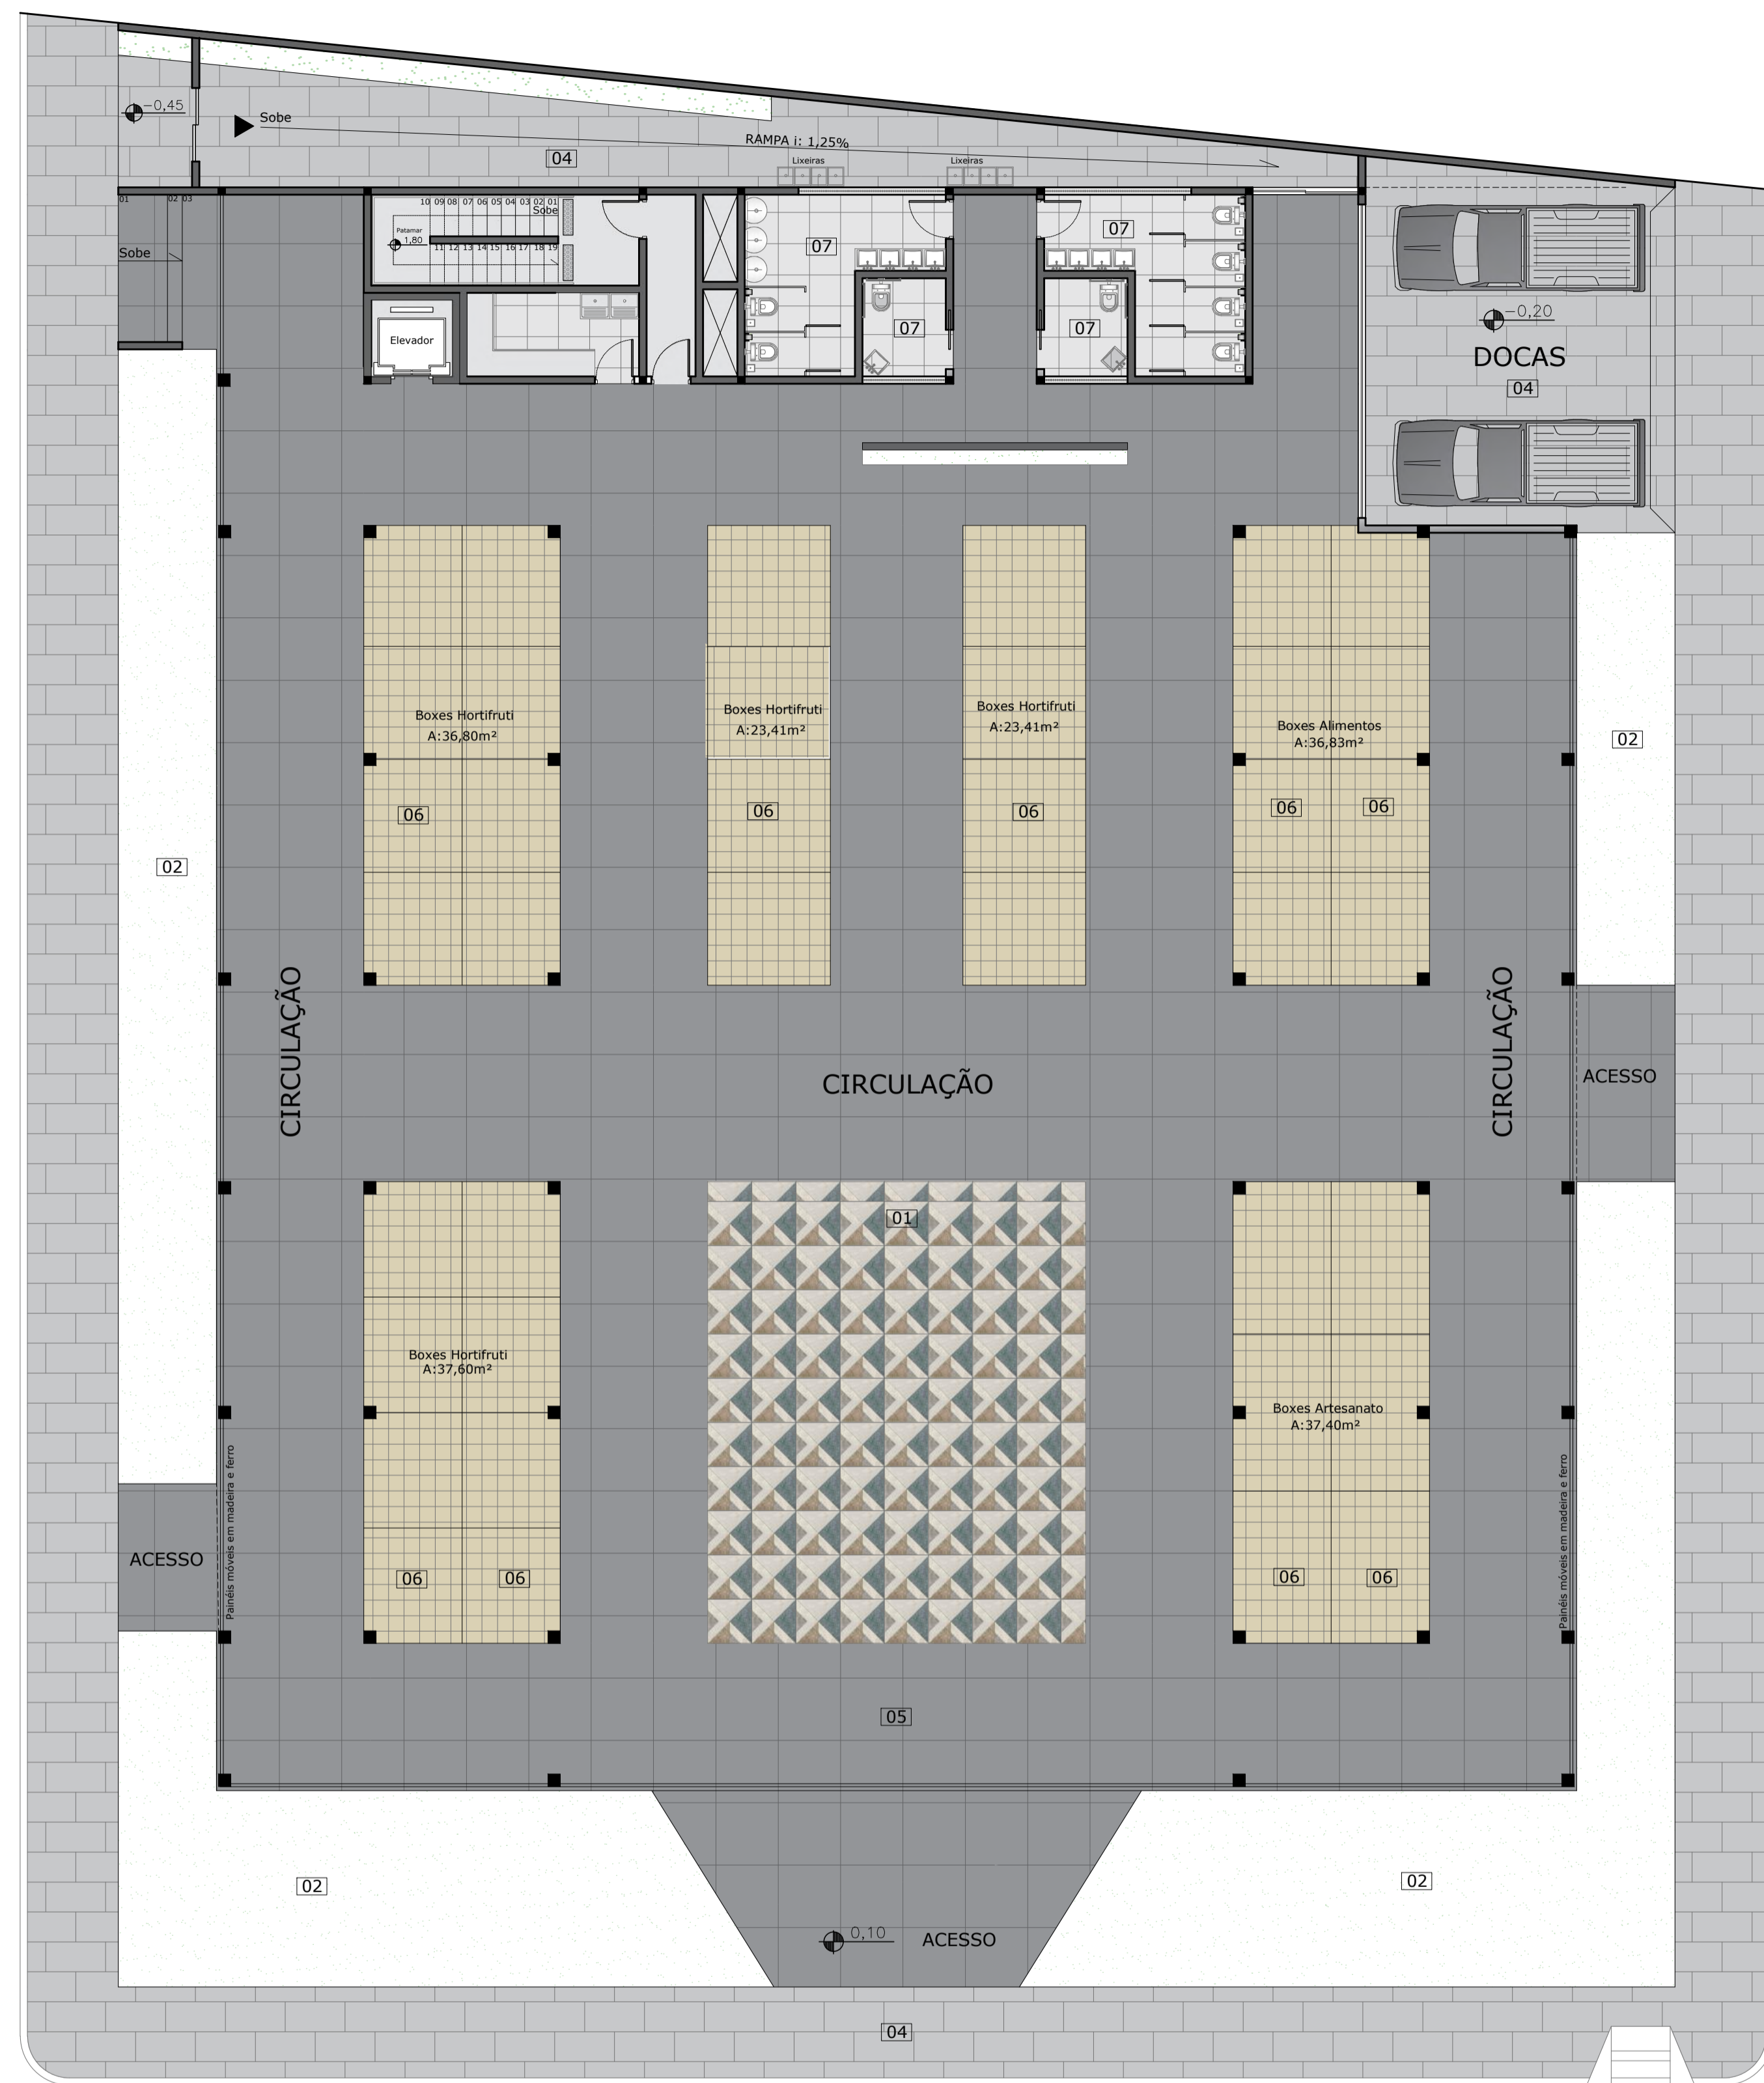 -0,45
Sobe
RAMPA i: 1,25%
04
Lixeiras
Lixeiras
01
02 03
Sobe
10 09 08 07 06 05 04 03 02 01
Sobe
Patamar
1,80
11 12 13 14 15 16 17 18 19
Elevador
07
07
07
07
-0,20
DOCAS
04
Boxes Hortifruti
A:36,80m²
Boxes Hortifruti
A:23,41m²
Boxes Hortifruti
A:23,41m²
Boxes Alimentos
A:36,83m²
02
06
06
06
06
06
02
CIRCULAÇÃO
CIRCULAÇÃO
CIRCULAÇÃO
ACESSO
01
Boxes Hortifruti
A:37,60m²
Boxes Artesanato
A:37,40m²
Painéis móveis em madeira e ferro
Painéis móveis em madeira e ferro
ACESSO
06
06
06
06
05
02
02
0,10
ACESSO
04